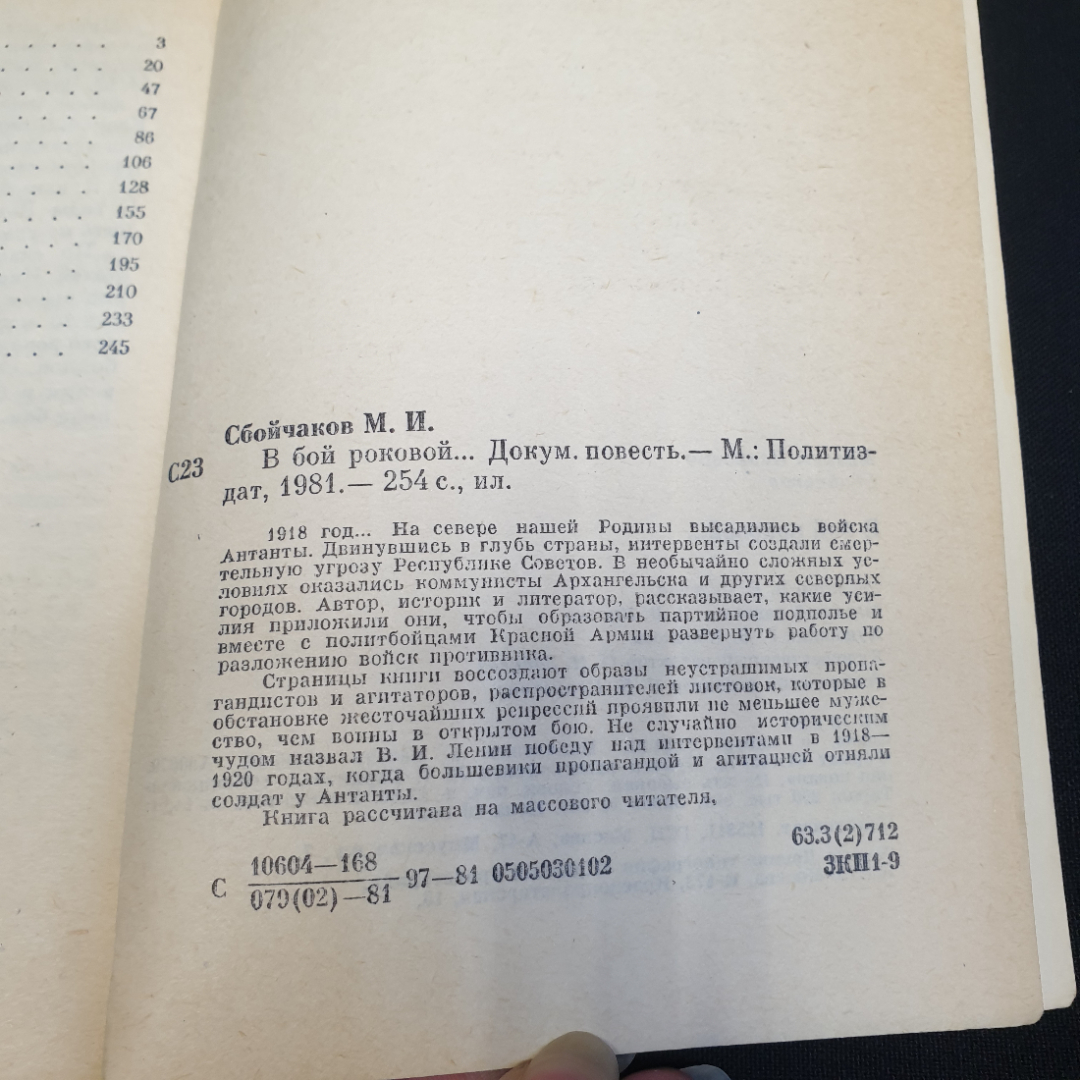 . . . . . . 3
. . . . . . 20
. . . . . . 47
. . . . . . 67
. . . . . 86
. . . . . 106
. . . . . 128
. . . . . 155
. . . . . 170
. . . . 195
. . . . 210
. . . . 233
. . . . 245
Сбойчаков М. И.
С23 В бой роковой... Докум. повесть.— М.: Политиз-
дат, 1981.— 254 с., ил.
1918 год... На севере нашей Родины высадились войска
Антанты. Двинувшись в глубь страны, интервенты создали смер-
тельную угрозу Республике Советов. В необычайно сложных ус-
ловиях оказались коммунисты Архангельска и других северных
городов. Автор, историк и литератор, рассказывает, какие уси-
лия приложили они, чтобы образовать партийное подполье и
вместе с политбойцами Красной Армии развернуть работу по
разложению войск противника.
Страницы книги воссоздают образы неустрашимых пропа-
гандистов и агитаторов, распространителей листовок, которые в
обстановке жесточайших репрессий проявили не меньшее муже-
ство, чем воины в открытом бою. Не случайно историческим
чудом назвал В. И. Ленин победу над интервентами в 1918—
1920 годах, когда большевики пропагандой и агитацией отняли
солдат у Антанты.
Книга рассчитана на массового читателя,
С 10604—168
079(02)—81
97—81 0505030102
63.3(2)712
3КП1-9